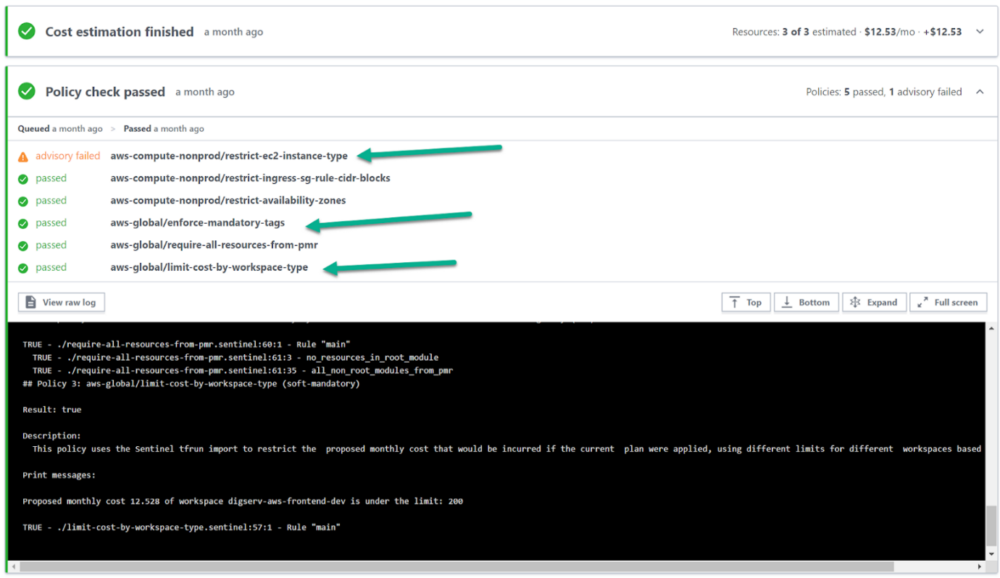 Cost estimation finished a month ago Resources: 3 of 3 estimated · $12.53/mo · +$12.53
Policy check passed a month ago Policies: 5 passed, 1 advisory failed
Queued a month ago > Passed a month ago
advisory failed aws-compute-nonprod/restrict-ec2-instance-type
passed aws-compute-nonprod/restrict-ingress-sg-rule-cidr-blocks
passed aws-compute-nonprod/restrict-availability-zones
passed aws-global/enforce-mandatory-tags
passed aws-global/require-all-resources-from-pmr
passed aws-global/limit-cost-by-workspace-type
View raw log Top Bottom Expand Full screen
TRUE - ./require-all-resources-from-pmr.sentinel:60:1 - Rule "main"
TRUE - ./require-all-resources-from-pmr.sentinel:61:3 - no_resources_in_root_module
TRUE - ./require-all-resources-from-pmr.sentinel:61:35 - all_non_root_modules_from_pmr
## Policy 3: aws-global/limit-cost-by-workspace-type (soft-mandatory)
Result: true
Description:
This policy uses the Sentinel tfrun import to restrict the proposed monthly cost that would be incurred if the current plan were applied, using different limits for different workspaces based
Print messages:
Proposed monthly cost 12.528 of workspace digserv-aws-frontend-dev is under the limit: 200
TRUE - ./limit-cost-by-workspace-type.sentinel:57:1 - Rule "main"